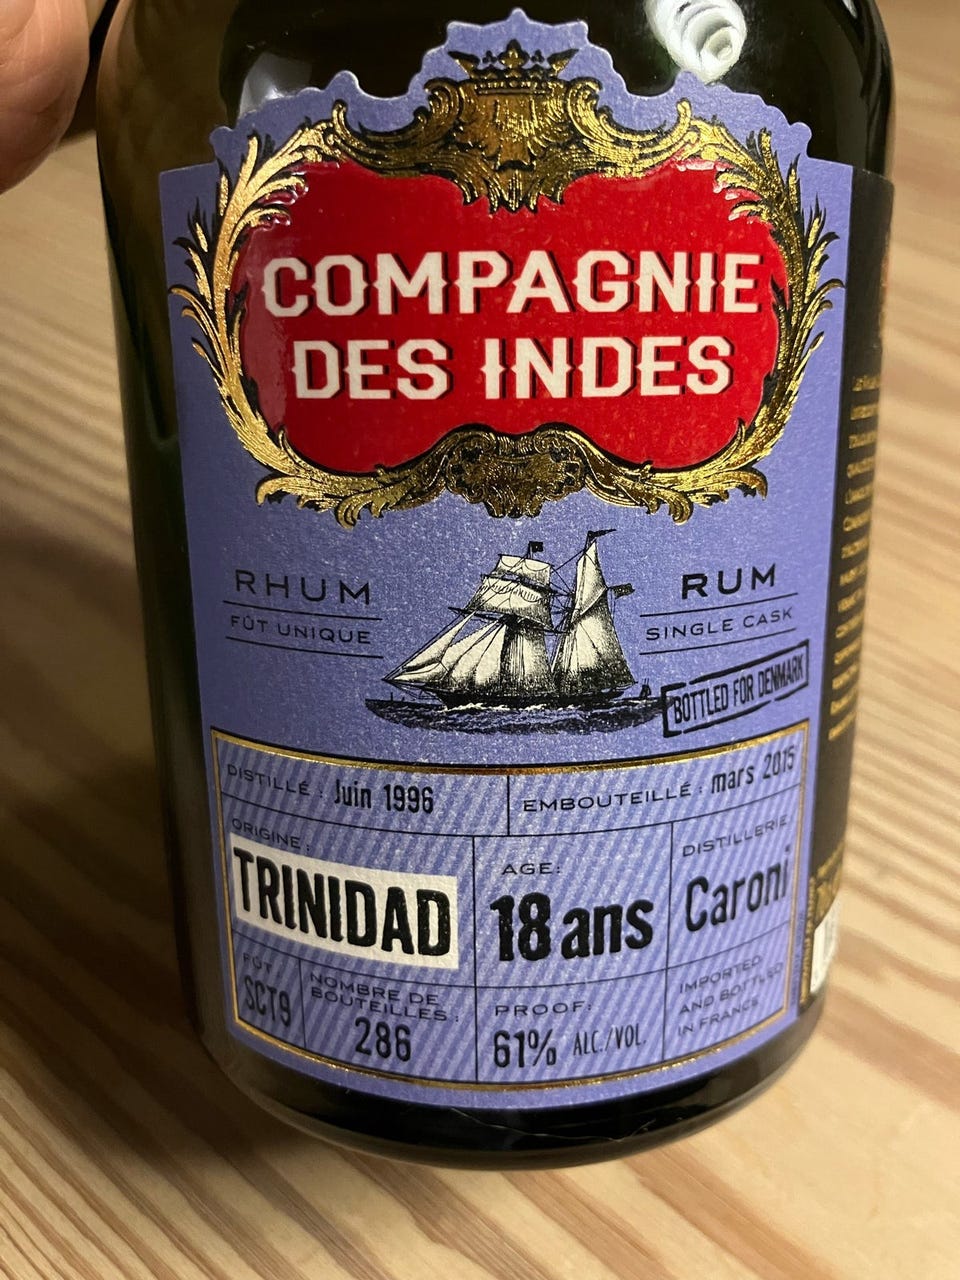 COMPAGNIE
DES INDES
RHUM
FÛT UNIQUE
RUM
SINGLE CASK
BOTTLED FOR DENMARK
DISTILLÉ : Juin 1996
EMBOUTEILLÉ : mars 2015
ORIGINE:
TRINIDAD
AGE:
18 ans
DISTILLERIE:
Caroni
FÛT
SCT9
NOMBRE DE
BOUTEILLES :
286
PROOF:
61% ALC./VOL.
IMPORTED
AND BOTTLED
IN FRANCE